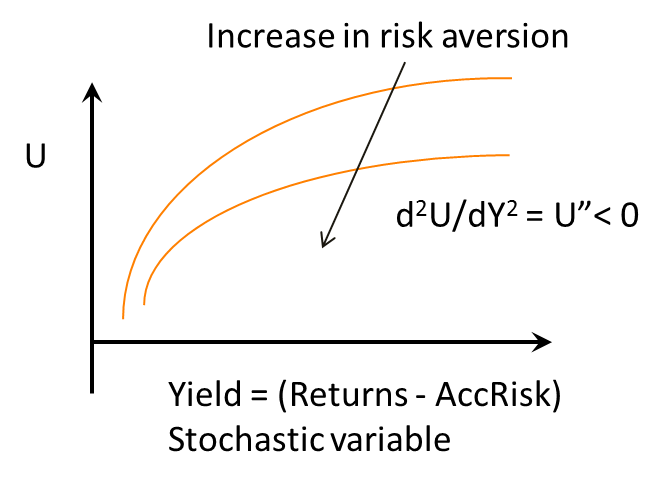 Increase in risk aversion
U
d²U/dY² = U”< 0
Yield = (Returns - AccRisk)
Stochastic variable